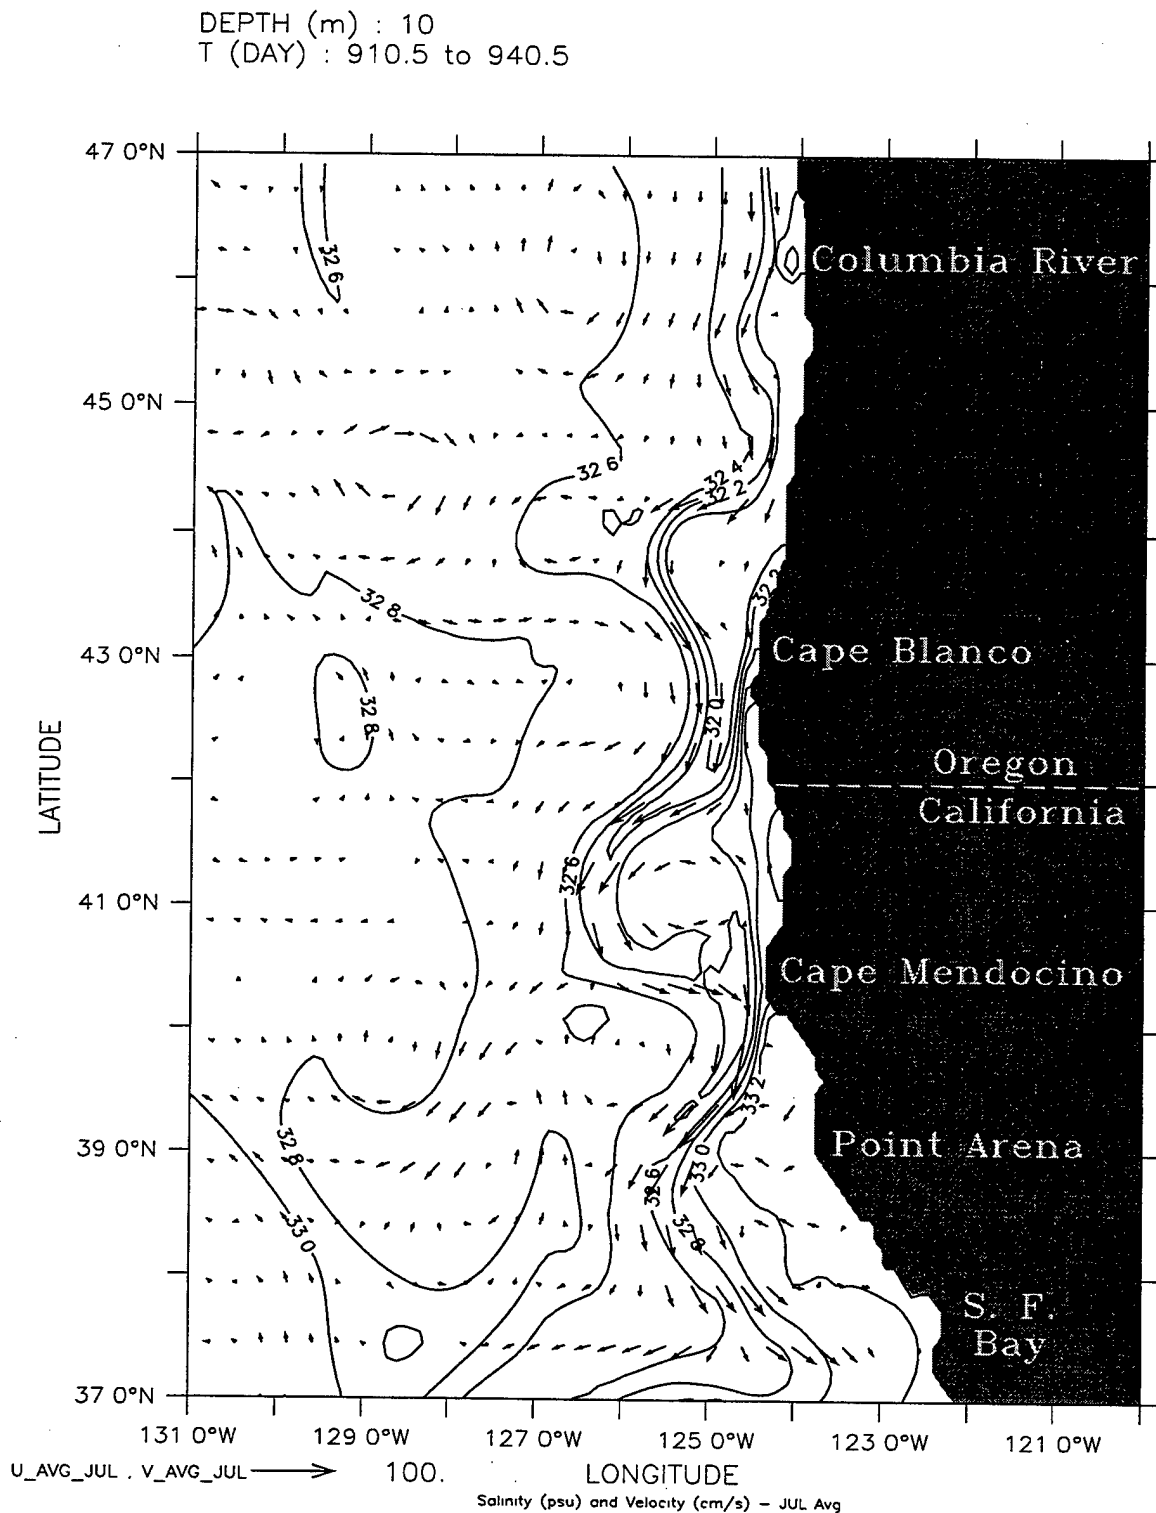 DEPTH (m) : 10
T (DAY) : 910.5 to 940.5
47 0°N
45 0°N
43 0°N
41 0°N
39 0°N
37 0°N
LATITUDE
32 6
Columbia River
32 6
32 4
32 2
32 2
32 8
Cape Blanco
32 8
32 0
Oregon
California
32 6
Cape Mendocino
33 2
32 8
33 0
32 6
33 0
32 8
Point Arena
S. F.
Bay
131 0°W
129 0°W
127 0°W
125 0°W
123 0°W
121 0°W
U_AVG_JUL , V_AVG_JUL
100.
LONGITUDE
Salinity (psu) and Velocity (cm/s) – JUL Avg